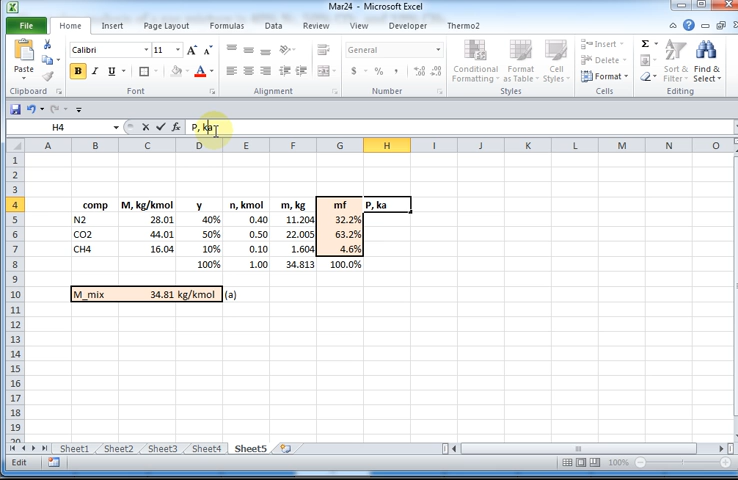 Mar24 - Microsoft Excel
File Home Insert Page Layout Formulas Data Review View Developer Thermo2
Calibri 11 General Insert
Paste Delete
B I U $ % , Conditional Formatting Format as Table Cell Styles Format Sort & Filter Find & Select
Clipboard Font Alignment Number Styles Cells Editing
H4 fx P, ka
A B C D E F G H I J K L M N O
1
2
3
4 comp M, kg/kmol y n, kmol m, kg mf P, ka
5 N2 28.01 40% 0.40 11.204 32.2%
6 CO2 44.01 50% 0.50 22.005 63.2%
7 CH4 16.04 10% 0.10 1.604 4.6%
8 100% 1.00 34.813 100.0%
9
10 M_mix 34.81 kg/kmol (a)
11
12
13
14
15
16
17
18
19
20
Sheet1 Sheet2 Sheet3 Sheet4 Sheet5
Edit 100%